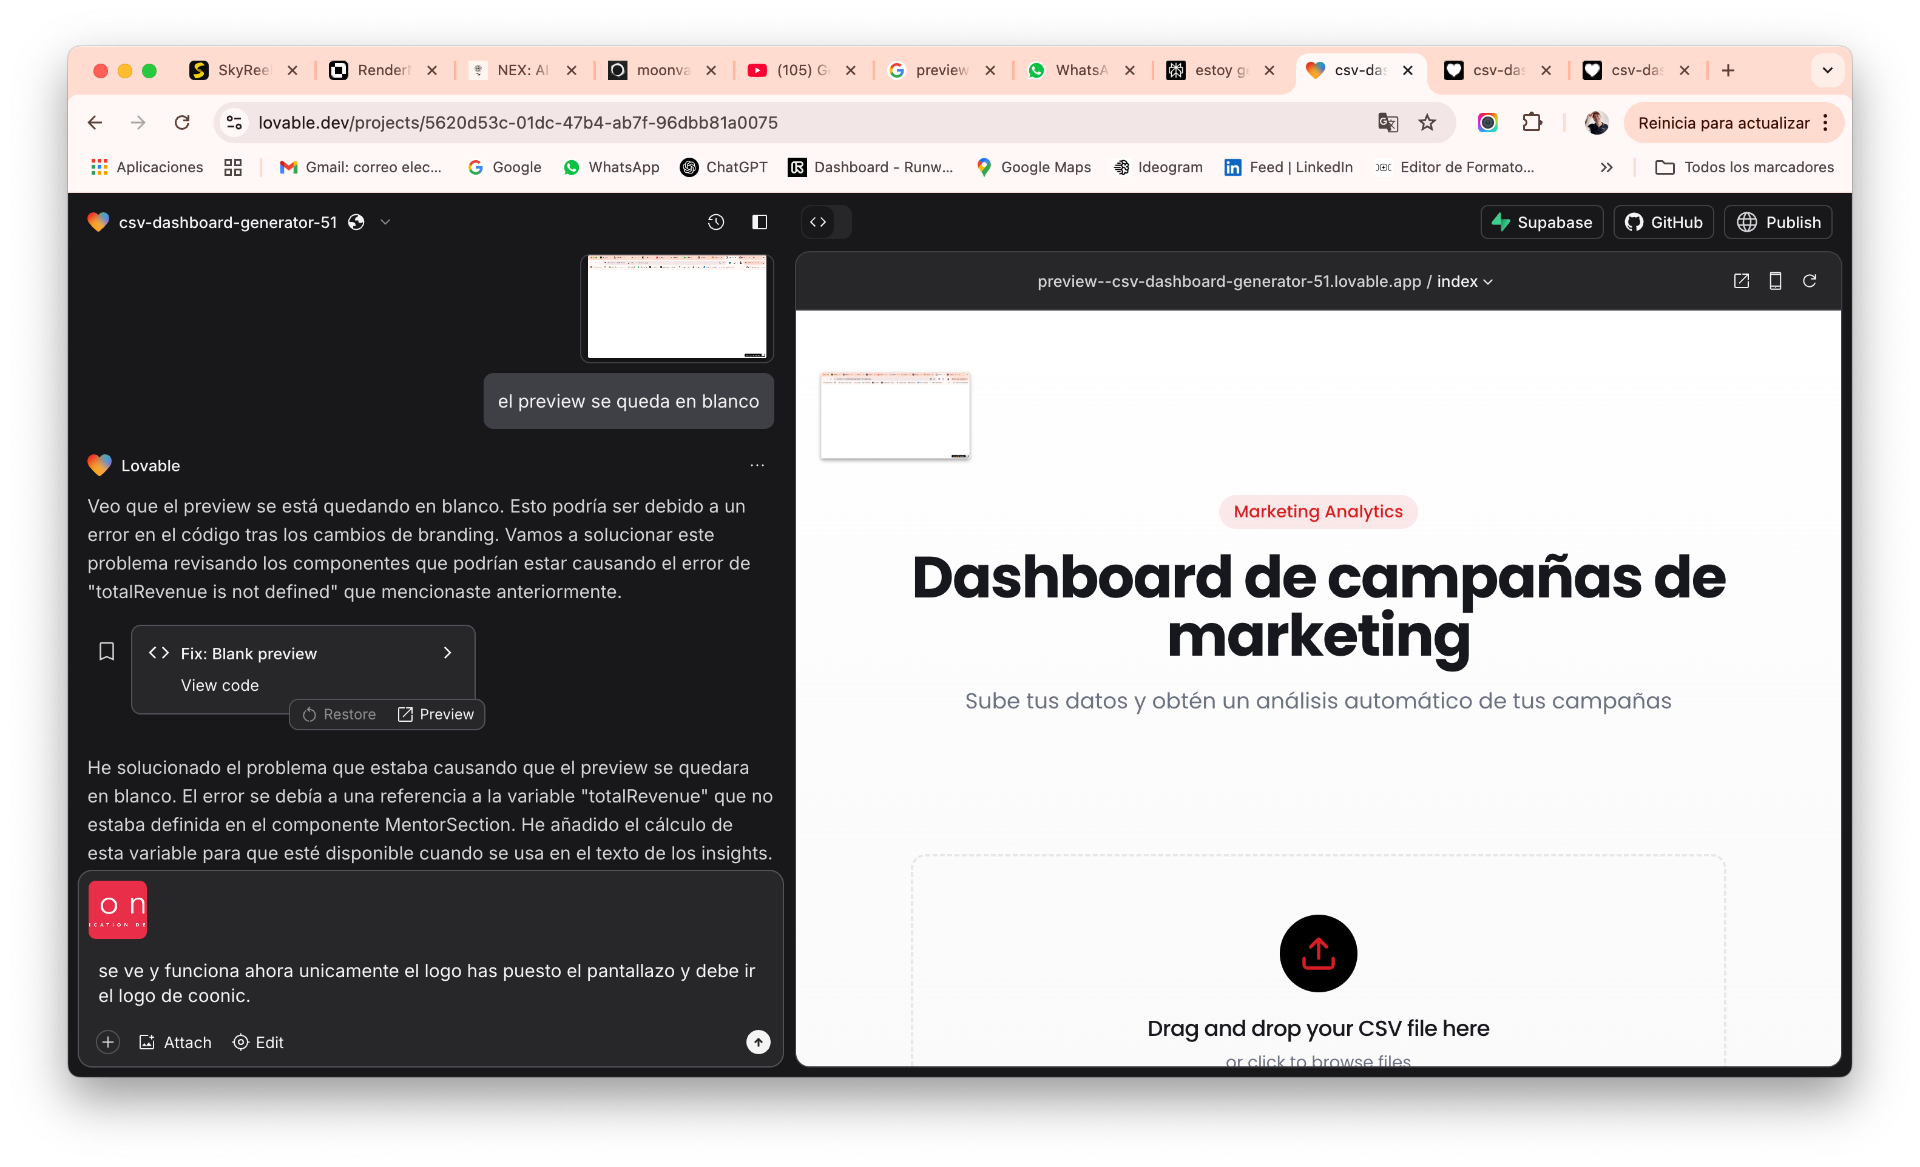 SkyReel
Render
NEX: AI
moonva
(105) G
preview
WhatsA
estoy g
csv-das
csv-das
csv-das
lovable.dev/projects/5620d53c-01dc-47b4-ab7f-96dbb81a0075
Reinicia para actualizar
Aplicaciones
Gmail: correo elec...
Google
WhatsApp
ChatGPT
Dashboard - Runw...
Google Maps
Ideogram
Feed | LinkedIn
Editor de Formato...
Todos los marcadores
csv-dashboard-generator-51
Supabase
GitHub
Publish
preview--csv-dashboard-generator-51.lovable.app / index
el preview se queda en blanco
Lovable
Veo que el preview se está quedando en blanco. Esto podría ser debido a un
error en el código tras los cambios de branding. Vamos a solucionar este
problema revisando los componentes que podrían estar causando el error de
"totalRevenue is not defined" que mencionaste anteriormente.
Fix: Blank preview
View code
Restore
Preview
He solucionado el problema que estaba causando que el preview se quedara
en blanco. El error se debía a una referencia a la variable "totalRevenue" que no
estaba definida en el componente MentorSection. He añadido el cálculo de
esta variable para que esté disponible cuando se usa en el texto de los insights.
on
ICATION DE
se ve y funciona ahora unicamente el logo has puesto el pantallazo y debe ir
el logo de coonic.
Attach
Edit
Marketing Analytics
Dashboard de campañas de
marketing
Sube tus datos y obtén un análisis automático de tus campañas
Drag and drop your CSV file here
or click to browse files